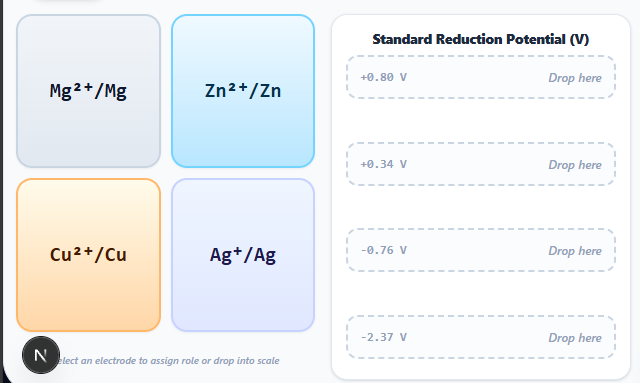 Mg²⁺/Mg
Zn²⁺/Zn
Cu²⁺/Cu
Ag⁺/Ag
N
elect an electrode to assign role or drop into scale
Standard Reduction Potential (V)
+0.80 V Drop here
+0.34 V Drop here
-0.76 V Drop here
-2.37 V Drop here